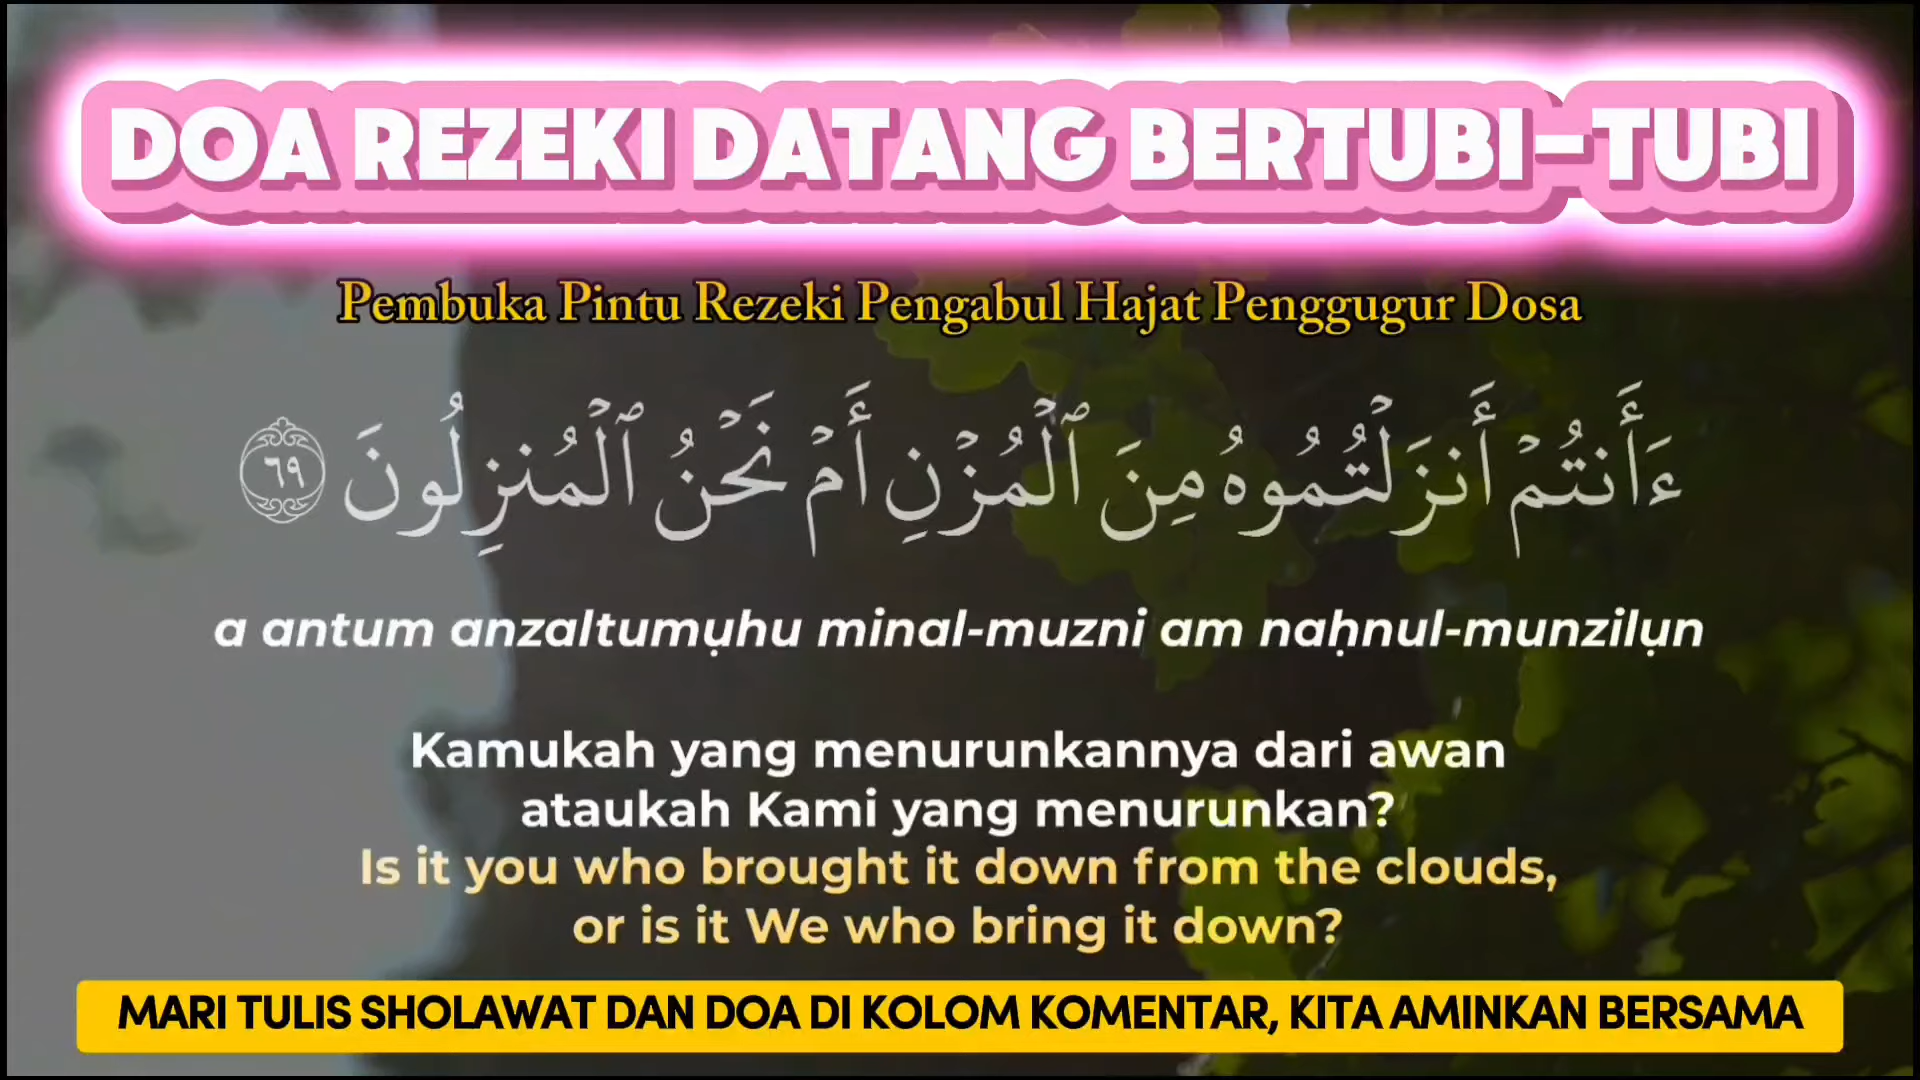 DOA REZEKI DATANG BERTUBI-TUBI
Pembuka Pintu Rezeki Pengabul Hajat Penggugur Dosa
ءَأَنتُمْ أَنزَلْتُمُوهُ مِنَ ٱلْمُزْنِ أَمْ نَحْنُ ٱلْمُنزِلُونَ ٦٩
a antum anzaltumụhu minal-muzni am naḥnul-munzilụn
Kamukah yang menurunkannya dari awan
ataukah Kami yang menurunkan?
Is it you who brought it down from the clouds,
or is it We who bring it down?
MARI TULIS SHOLAWAT DAN DOA DI KOLOM KOMENTAR, KITA AMINKAN BERSAMA